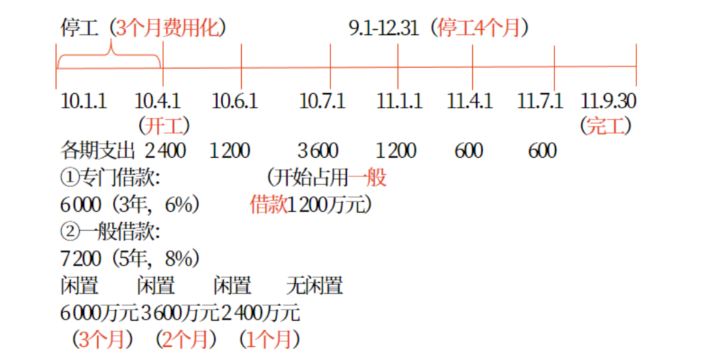 停工（3个月费用化） 9.1-12.31（停工4个月）
10.1.1 10.4.1 10.6.1 10.7.1 11.1.1 11.4.1 11.7.1 11.9.30
（开工） （完工）
各期支出 2400 1200 3600 1200 600 600
①专门借款： （开始占用一般
6000（3年，6%） 借款1200万元）
②一般借款：
7200（5年，8%）
闲置 闲置 闲置 无闲置
6000万元3600万元2400万元
（3个月）（2个月）（1个月）